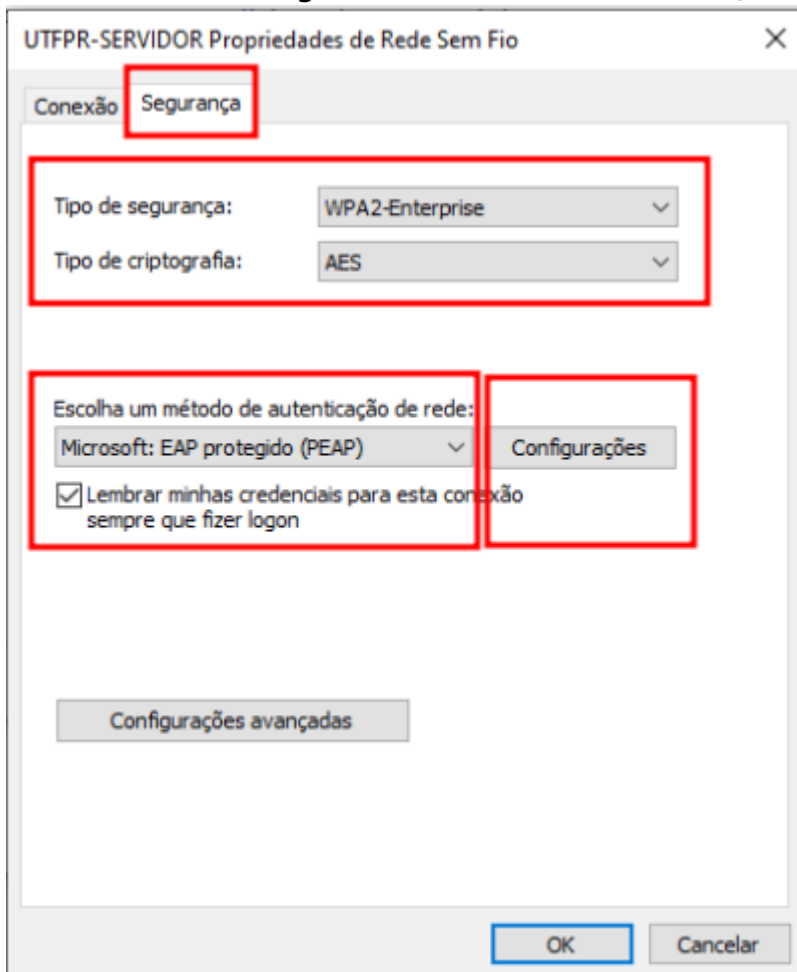 UTFPR-SERVIDOR Propriedades de Rede Sem Fio
Conexão Segurança
Tipo de segurança: WPA2-Enterprise
Tipo de criptografia: AES
Escolha um método de autenticação de rede:
Microsoft: EAP protegido (PEAP) Configurações
Lembrar minhas credenciais para esta conexão
sempre que fizer logon
Configurações avançadas
OK Cancelar